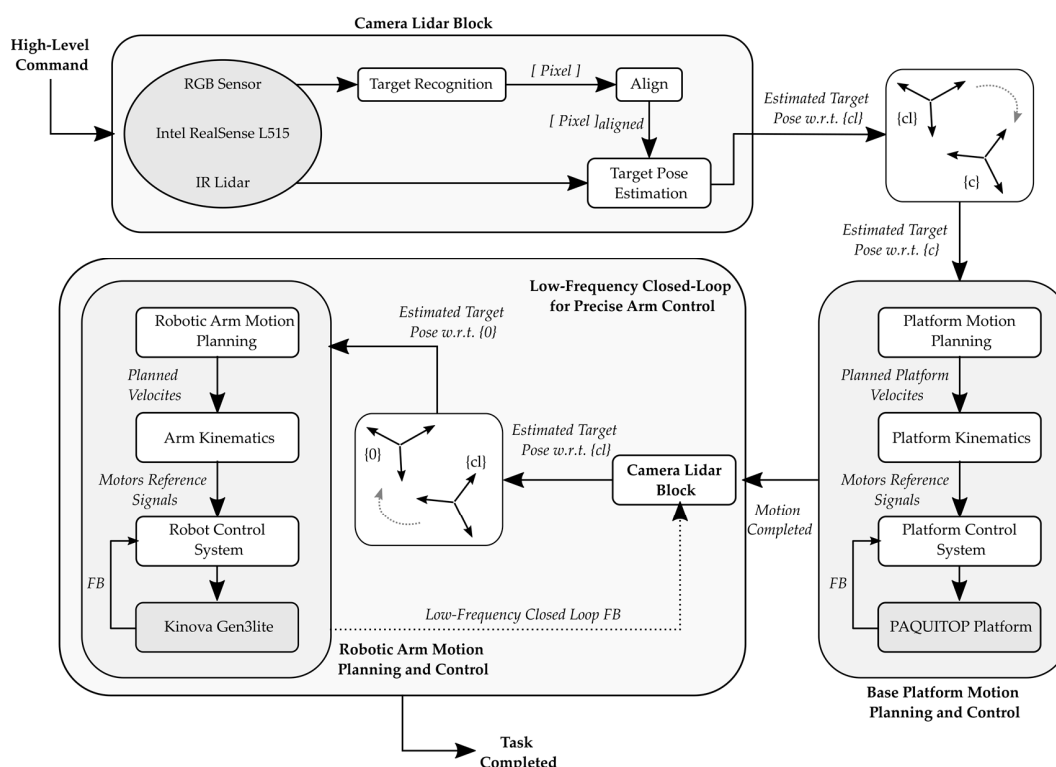 Camera Lidar Block
High-Level
Command
RGB Sensor
Intel RealSense L515
IR Lidar
Target Recognition
[ Pixel ]
Align
[ Pixel ]aligned
Target Pose
Estimation
Estimated Target
Pose w.r.t. {cl}
{cl}
{c}
Estimated Target
Pose w.r.t. {c}
Platform Motion
Planning
Planned Platform
Velocites
Platform Kinematics
Motors Reference
Signals
Platform Control
System
FB
PAQUITOP Platform
Base Platform Motion
Planning and Control
Motion
Completed
Low-Frequency Closed-Loop
for Precise Arm Control
Camera Lidar
Block
Estimated Target
Pose w.r.t. {cl}
{0}
{cl}
Estimated Target
Pose w.r.t. {0}
Robotic Arm Motion
Planning
Planned
Velocites
Arm Kinematics
Motors Reference
Signals
Robot Control
System
FB
Kinova Gen3lite
Low-Frequency Closed Loop FB
Robotic Arm Motion
Planning and Control
Task
Completed